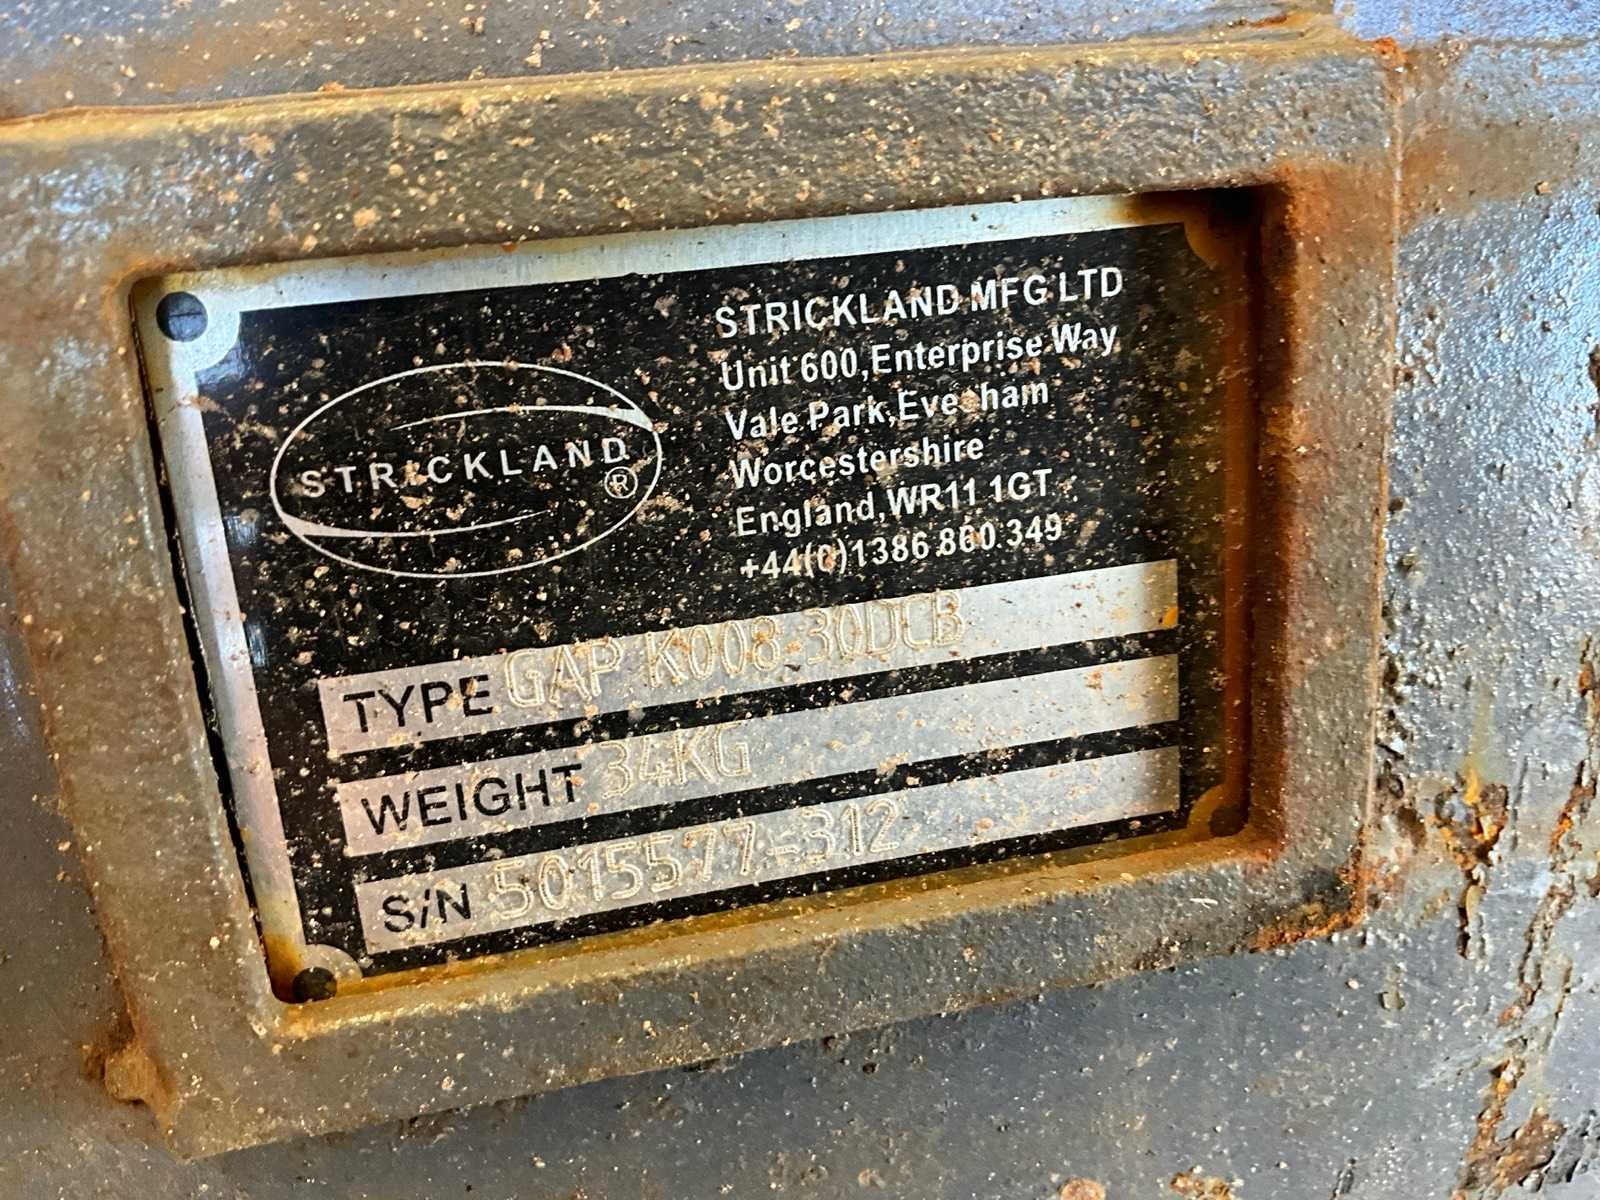 STRICKLAND ®
STRICKLAND MFG LTD
Unit 600, Enterprise Way
Vale Park, Evesham
Worcestershire
England, WR11 1GT
+44(0)1386 860 349
TYPE GAP K008 30DCB
WEIGHT 34KG
S/N 5015577-312